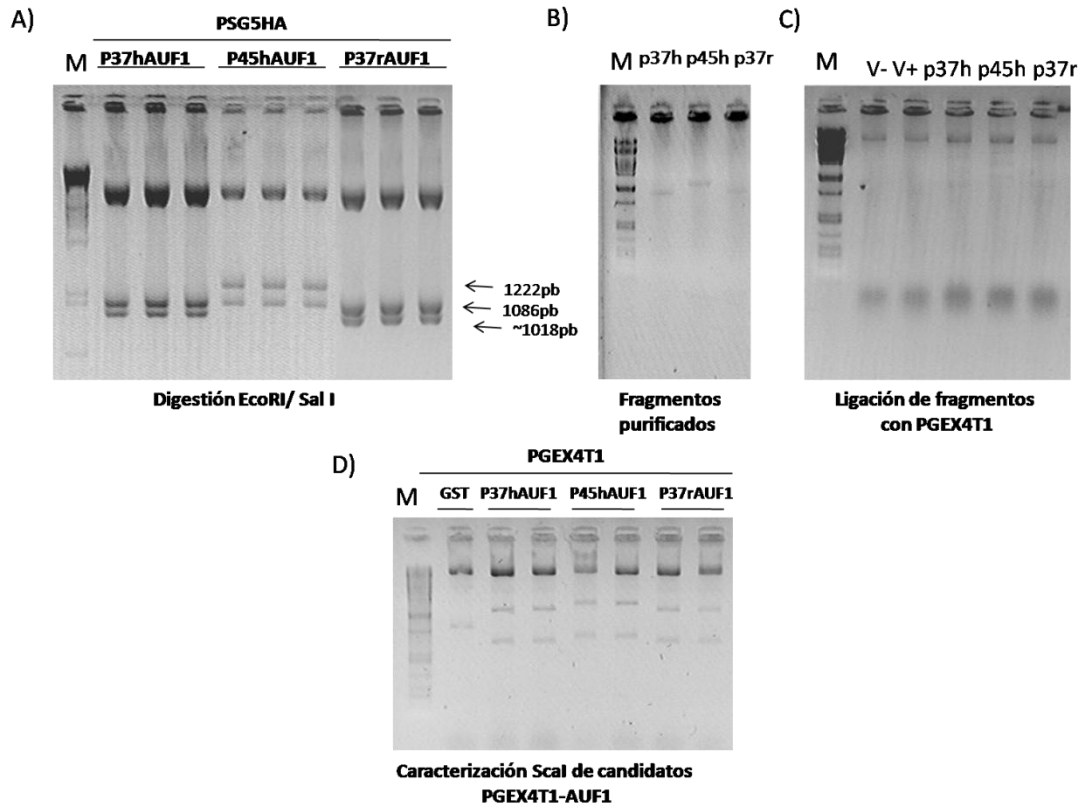 A)
PSG5HA
M P37hAUF1 P45hAUF1 P37rAUF1
1222pb
1086pb
~1018pb
Digestión EcoRI/ Sal I
B)
M p37h p45h p37r
Fragmentos
purificados
C)
M V- V+ p37h p45h p37r
Ligación de fragmentos
con PGEX4T1
D)
PGEX4T1
M GST P37hAUF1 P45hAUF1 P37rAUF1
Caracterización ScaI de candidatos
PGEX4T1-AUF1